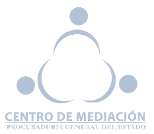 CENTRO DE MEDIACIÓN
PROCURADURÍA GENERAL DEL ESTADO